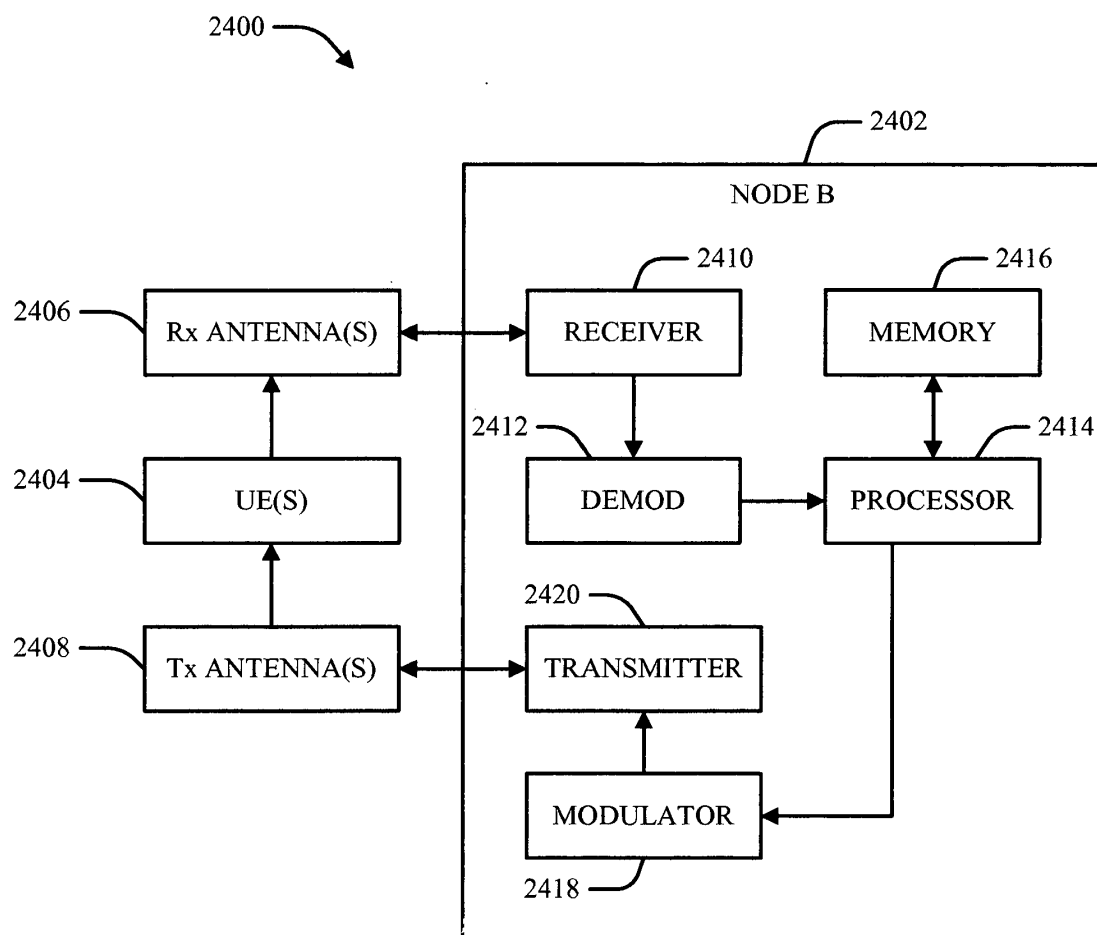 2400
2402
NODE B
2410
2416
2406
Rx ANTENNA(S)
RECEIVER
MEMORY
2412
2414
2404
UE(S)
DEMOD
PROCESSOR
2420
2408
Tx ANTENNA(S)
TRANSMITTER
MODULATOR
2418